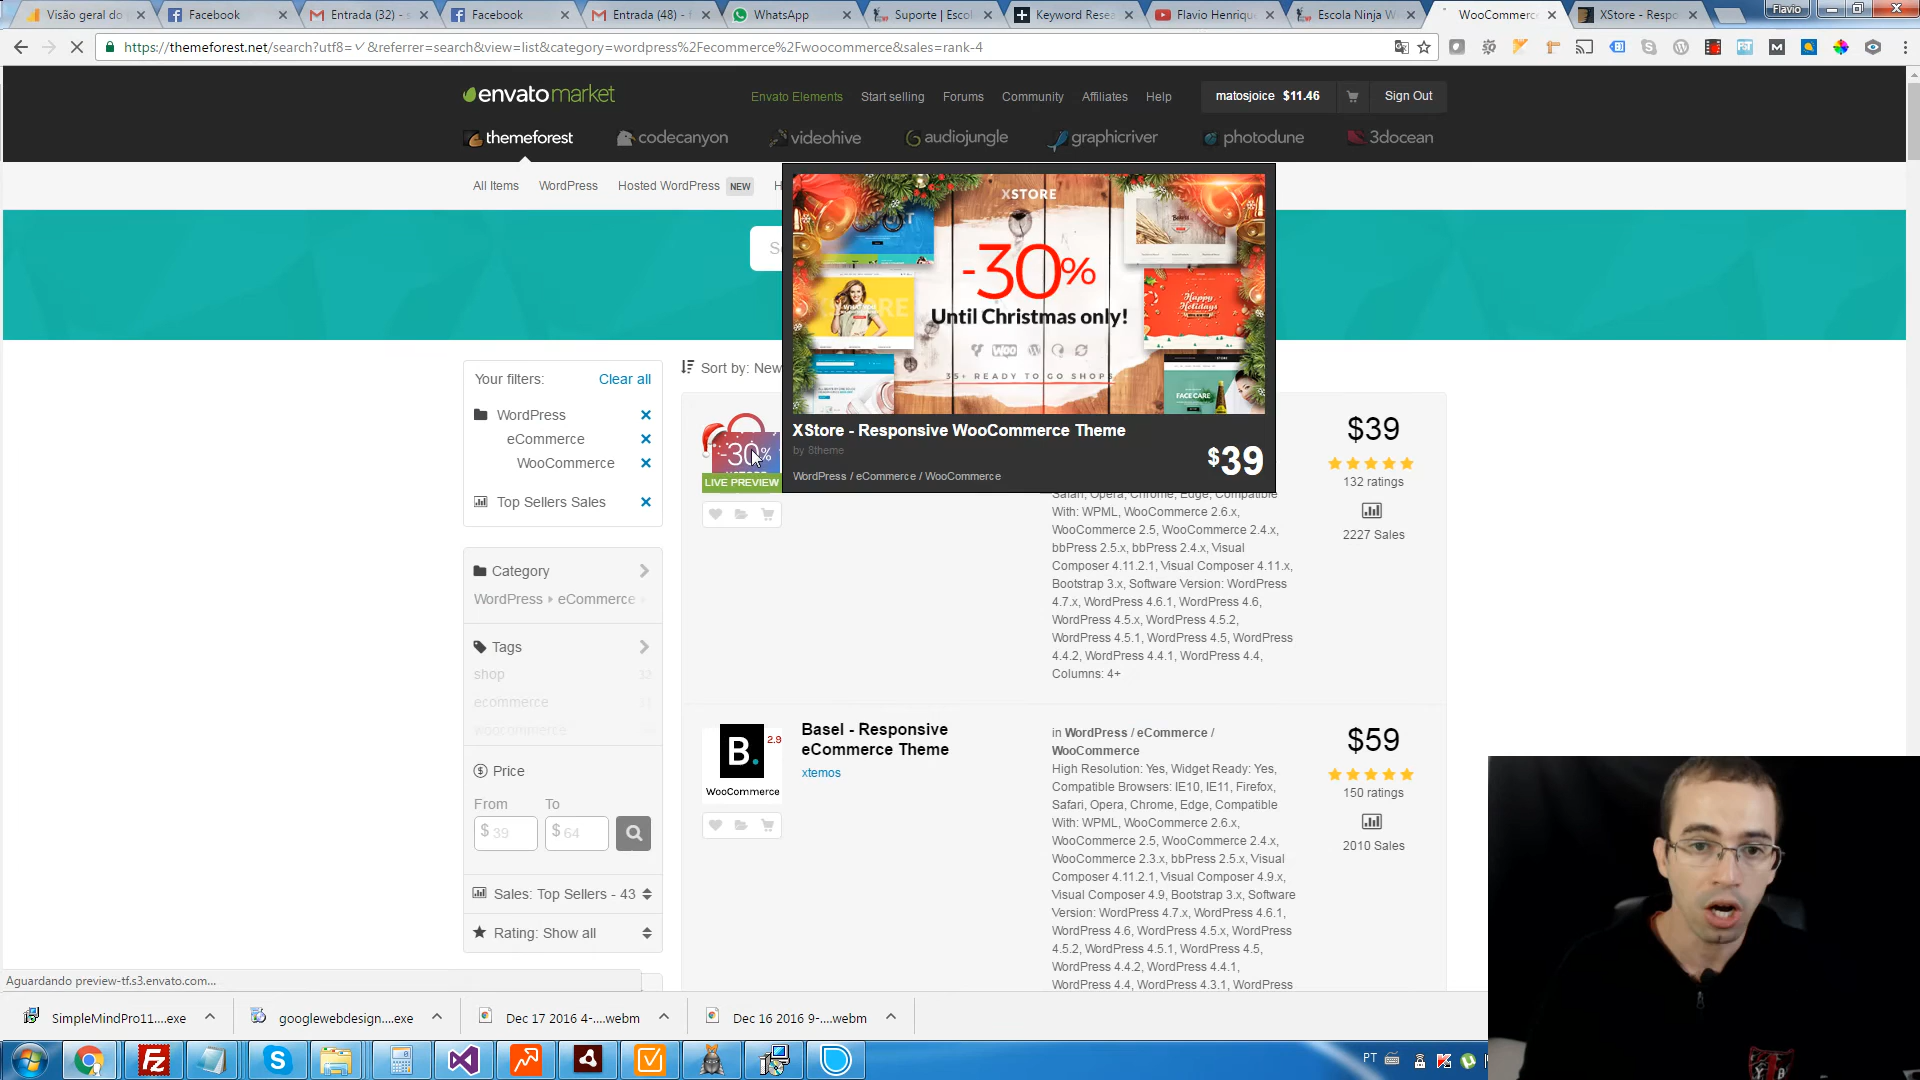 Visão geral do
Facebook
Entrada (32) - s
Facebook
Entrada (48) - f
WhatsApp
Suporte | Escol
Keyword Resea
Flavio Henrique
Escola Ninja W
WooCommerce
XStore - Respo
Flavio
https://themeforest.net/search?utf8=✓&referrer=search&view=list&category=wordpress%2Fecommerce%2Fwoocommerce&sales=rank-4
envatomarket
Envato Elements
Start selling
Forums
Community
Affiliates
Help
matosjoice $11.46
Sign Out
themeforest
codecanyon
videohive
audiojungle
graphicriver
photodune
3docean
All Items
WordPress
Hosted WordPress NEW
H
XSTORE
-30%
Until Christmas only!
WOO
35+ READY TO GO SHOPS
Happy
Holidays
FACE CARE
XStore - Responsive WooCommerce Theme
by 8theme
$39
WordPress / eCommerce / WooCommerce
Your filters:
Clear all
WordPress
eCommerce
WooCommerce
Top Sellers Sales
Sort by: New
-30%
LIVE PREVIEW
$39
132 ratings
2227 Sales
Safari, Opera, Chrome, Edge, Compatible
With: WPML, WooCommerce 2.6.x,
WooCommerce 2.5, WooCommerce 2.4.x,
bbPress 2.5.x, bbPress 2.4.x, Visual
Composer 4.11.2.1, Visual Composer 4.11.x,
Bootstrap 3.x, Software Version: WordPress
4.7.x, WordPress 4.6.1, WordPress 4.6,
WordPress 4.5.x, WordPress 4.5.2,
WordPress 4.5.1, WordPress 4.5, WordPress
4.4.2, WordPress 4.4.1, WordPress 4.4,
Columns: 4+
Category
WordPress eCommerce
Tags
shop
ecommerce
woocommerce
Price
From
To
$ 39
$ 64
Sales: Top Sellers - 43
Rating: Show all
B.
2.9
WooCommerce
Basel - Responsive
eCommerce Theme
xtemos
in WordPress / eCommerce /
WooCommerce
High Resolution: Yes, Widget Ready: Yes,
Compatible Browsers: IE10, IE11, Firefox,
Safari, Opera, Chrome, Edge, Compatible
With: WPML, WooCommerce 2.6.x,
WooCommerce 2.5, WooCommerce 2.4.x,
WooCommerce 2.3.x, bbPress 2.5.x, Visual
Composer 4.11.2.1, Visual Composer 4.9.x,
Visual Composer 4.9, Bootstrap 3.x, Software
Version: WordPress 4.7.x, WordPress 4.6.1,
WordPress 4.6, WordPress 4.5.x, WordPress
4.5.2, WordPress 4.5.1, WordPress 4.5,
WordPress 4.4.2, WordPress 4.4.1,
WordPress 4.4, WordPress 4.3.1, WordPress
$59
150 ratings
2010 Sales
Aguardando preview-tf.s3.envato.com...
SimpleMindPro11....exe
googlewebdesign....exe
Dec 17 2016 4-....webm
Dec 16 2016 9-....webm
PT